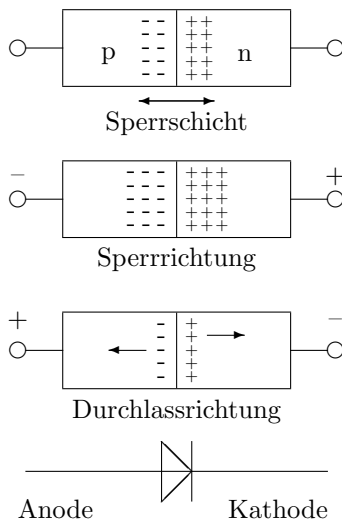 p - - - + + n
- - - + +
- - - + +
- - - + +
- - - + +
Sperrschicht
− +
- - - + + +
- - - + + +
- - - + + +
- - - + + +
- - - + + +
Sperrrichtung
+ −
- +
- +
- +
- +
- +
Durchlassrichtung
Anode Kathode